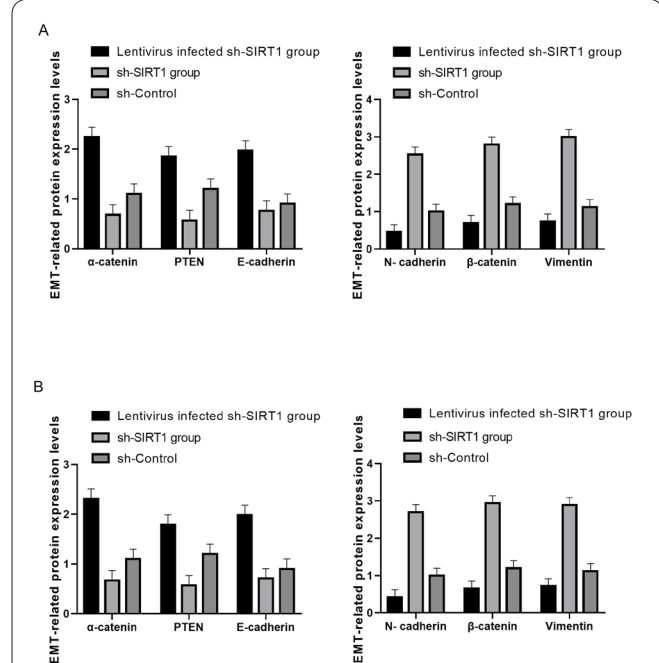 A
Lentivirus infected sh-SIRT1 group
sh-SIRT1 group
sh-Control
EMT-related protein expression levels
3
2
1
0
α-catenin PTEN E-cadherin
Lentivirus infected sh-SIRT1 group
sh-SIRT1 group
sh-Control
EMT-related protein expression levels
4
3
2
1
0
N- cadherin β-catenin Vimentin
B
Lentivirus infected sh-SIRT1 group
sh-SIRT1 group
sh-Control
EMT-related protein expression levels
3
2
1
0
α-catenin PTEN E-cadherin
Lentivirus infected sh-SIRT1 group
sh-SIRT1 group
sh-Control
EMT-related protein expression levels
4
3
2
1
0
N- cadherin β-catenin Vimentin